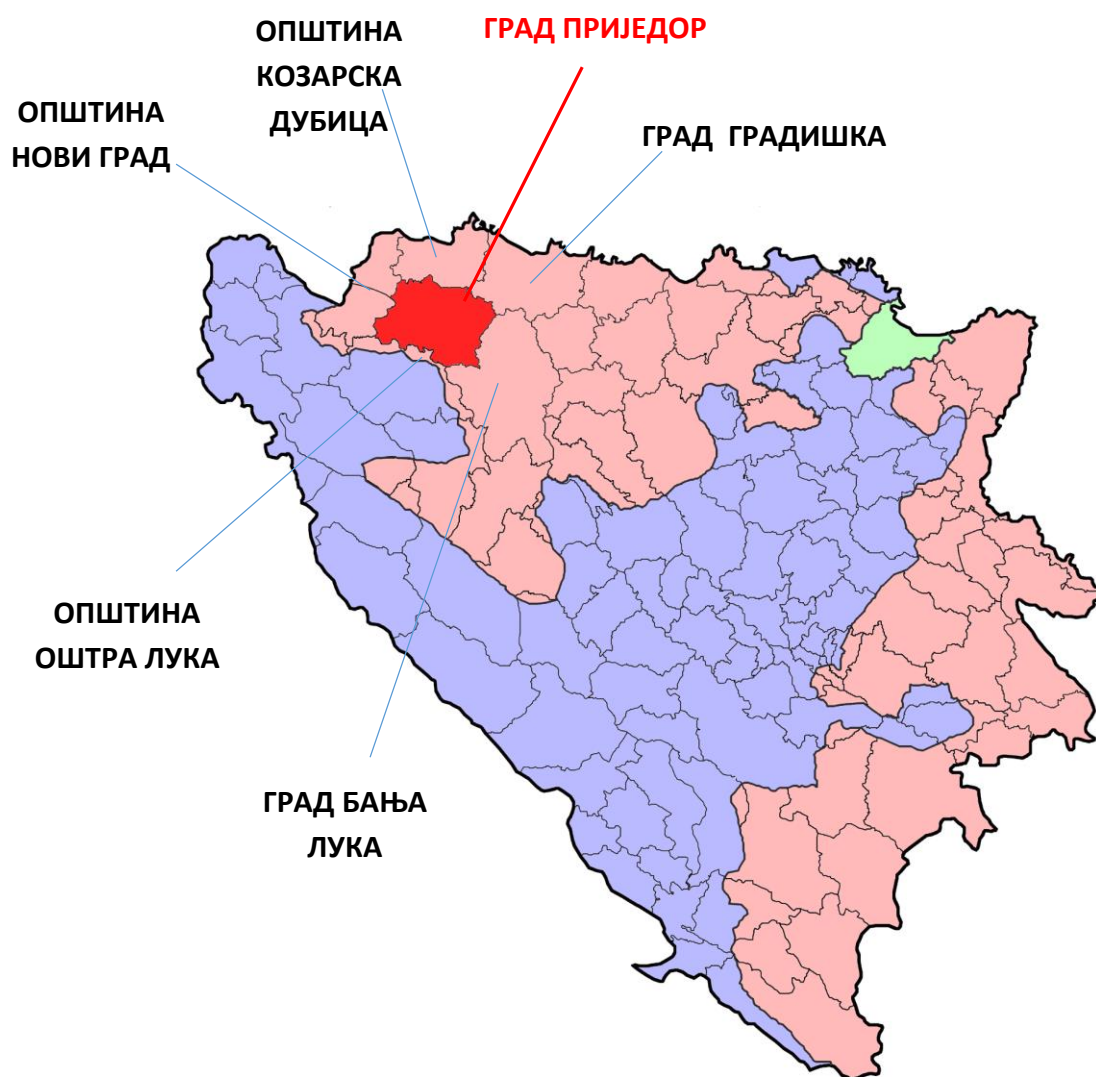 ОПШТИНА
КОЗАРСКА
ДУБИЦА
ГРАД ПРИЈЕДОР
ОПШТИНА
НОВИ ГРАД
ГРАД  ГРАДИШКА
ОПШТИНА
ОШТРА ЛУКА
ГРАД БАЊА
ЛУКА